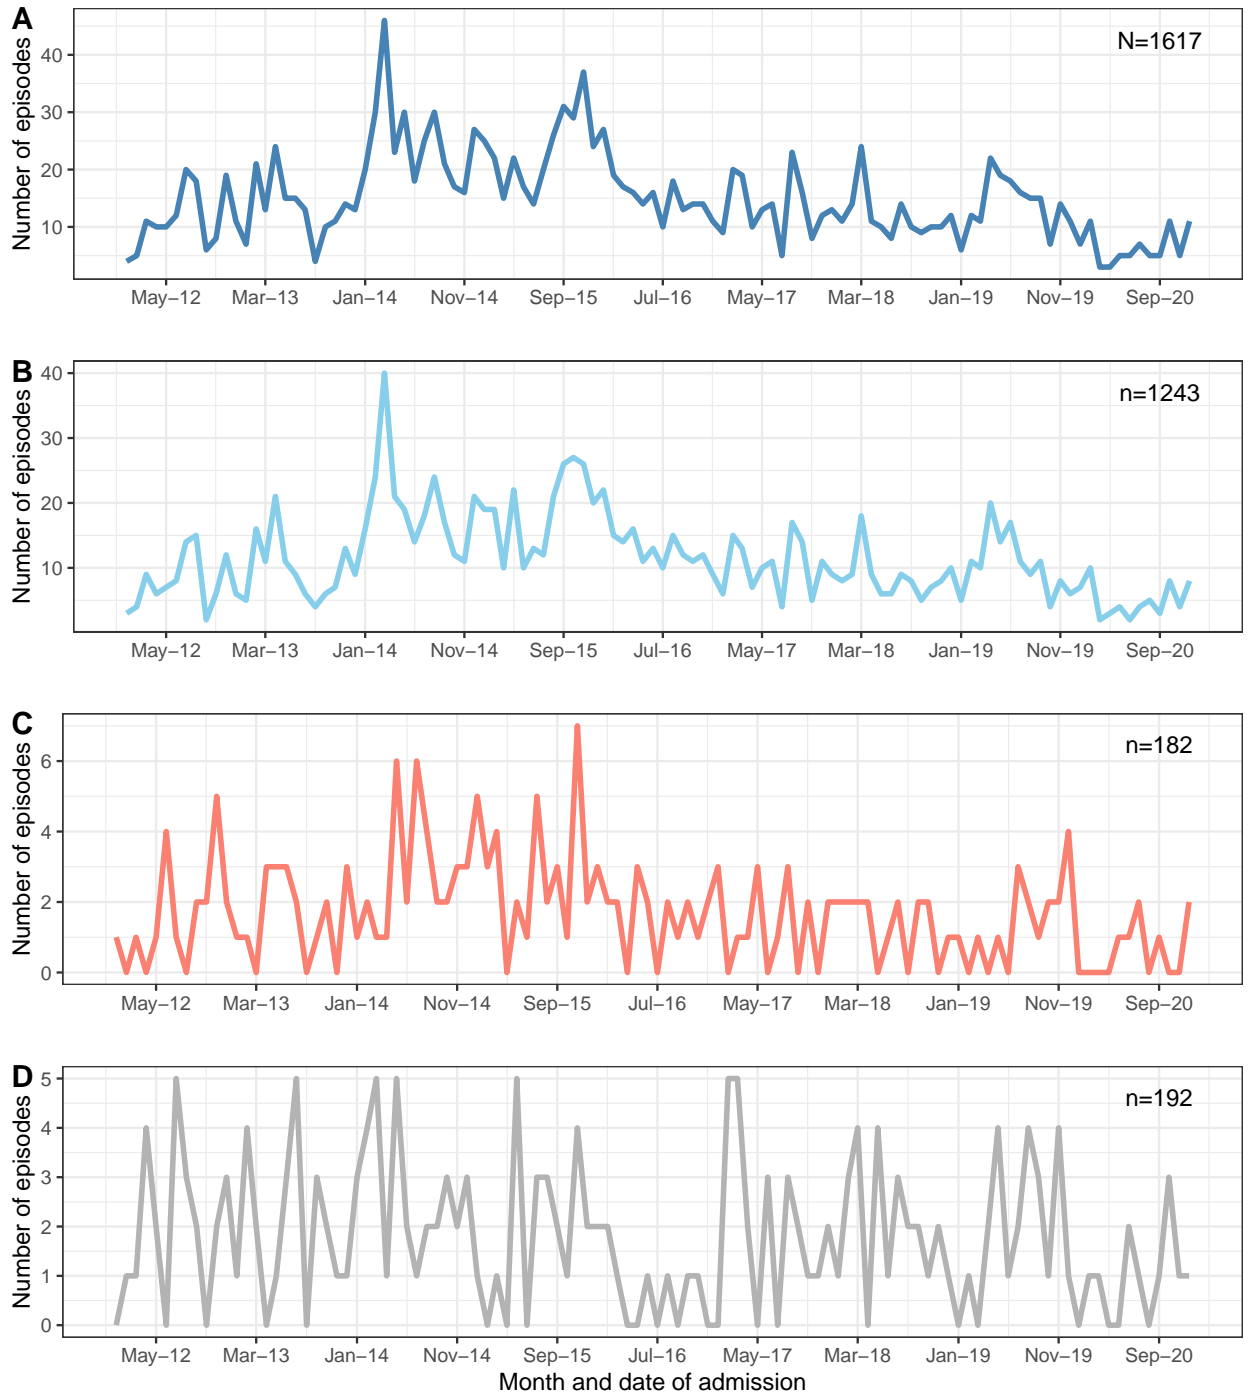 A
N=1617
Number of episodes
40
30
20
10
May–12 Mar–13 Jan–14 Nov–14 Sep–15 Jul–16 May–17 Mar–18 Jan–19 Nov–19 Sep–20
B
n=1243
Number of episodes
40
30
20
10
May–12 Mar–13 Jan–14 Nov–14 Sep–15 Jul–16 May–17 Mar–18 Jan–19 Nov–19 Sep–20
C
n=182
Number of episodes
6
4
2
0
May–12 Mar–13 Jan–14 Nov–14 Sep–15 Jul–16 May–17 Mar–18 Jan–19 Nov–19 Sep–20
D
n=192
Number of episodes
5
4
3
2
1
0
May–12 Mar–13 Jan–14 Nov–14 Sep–15 Jul–16 May–17 Mar–18 Jan–19 Nov–19 Sep–20
Month and date of admission